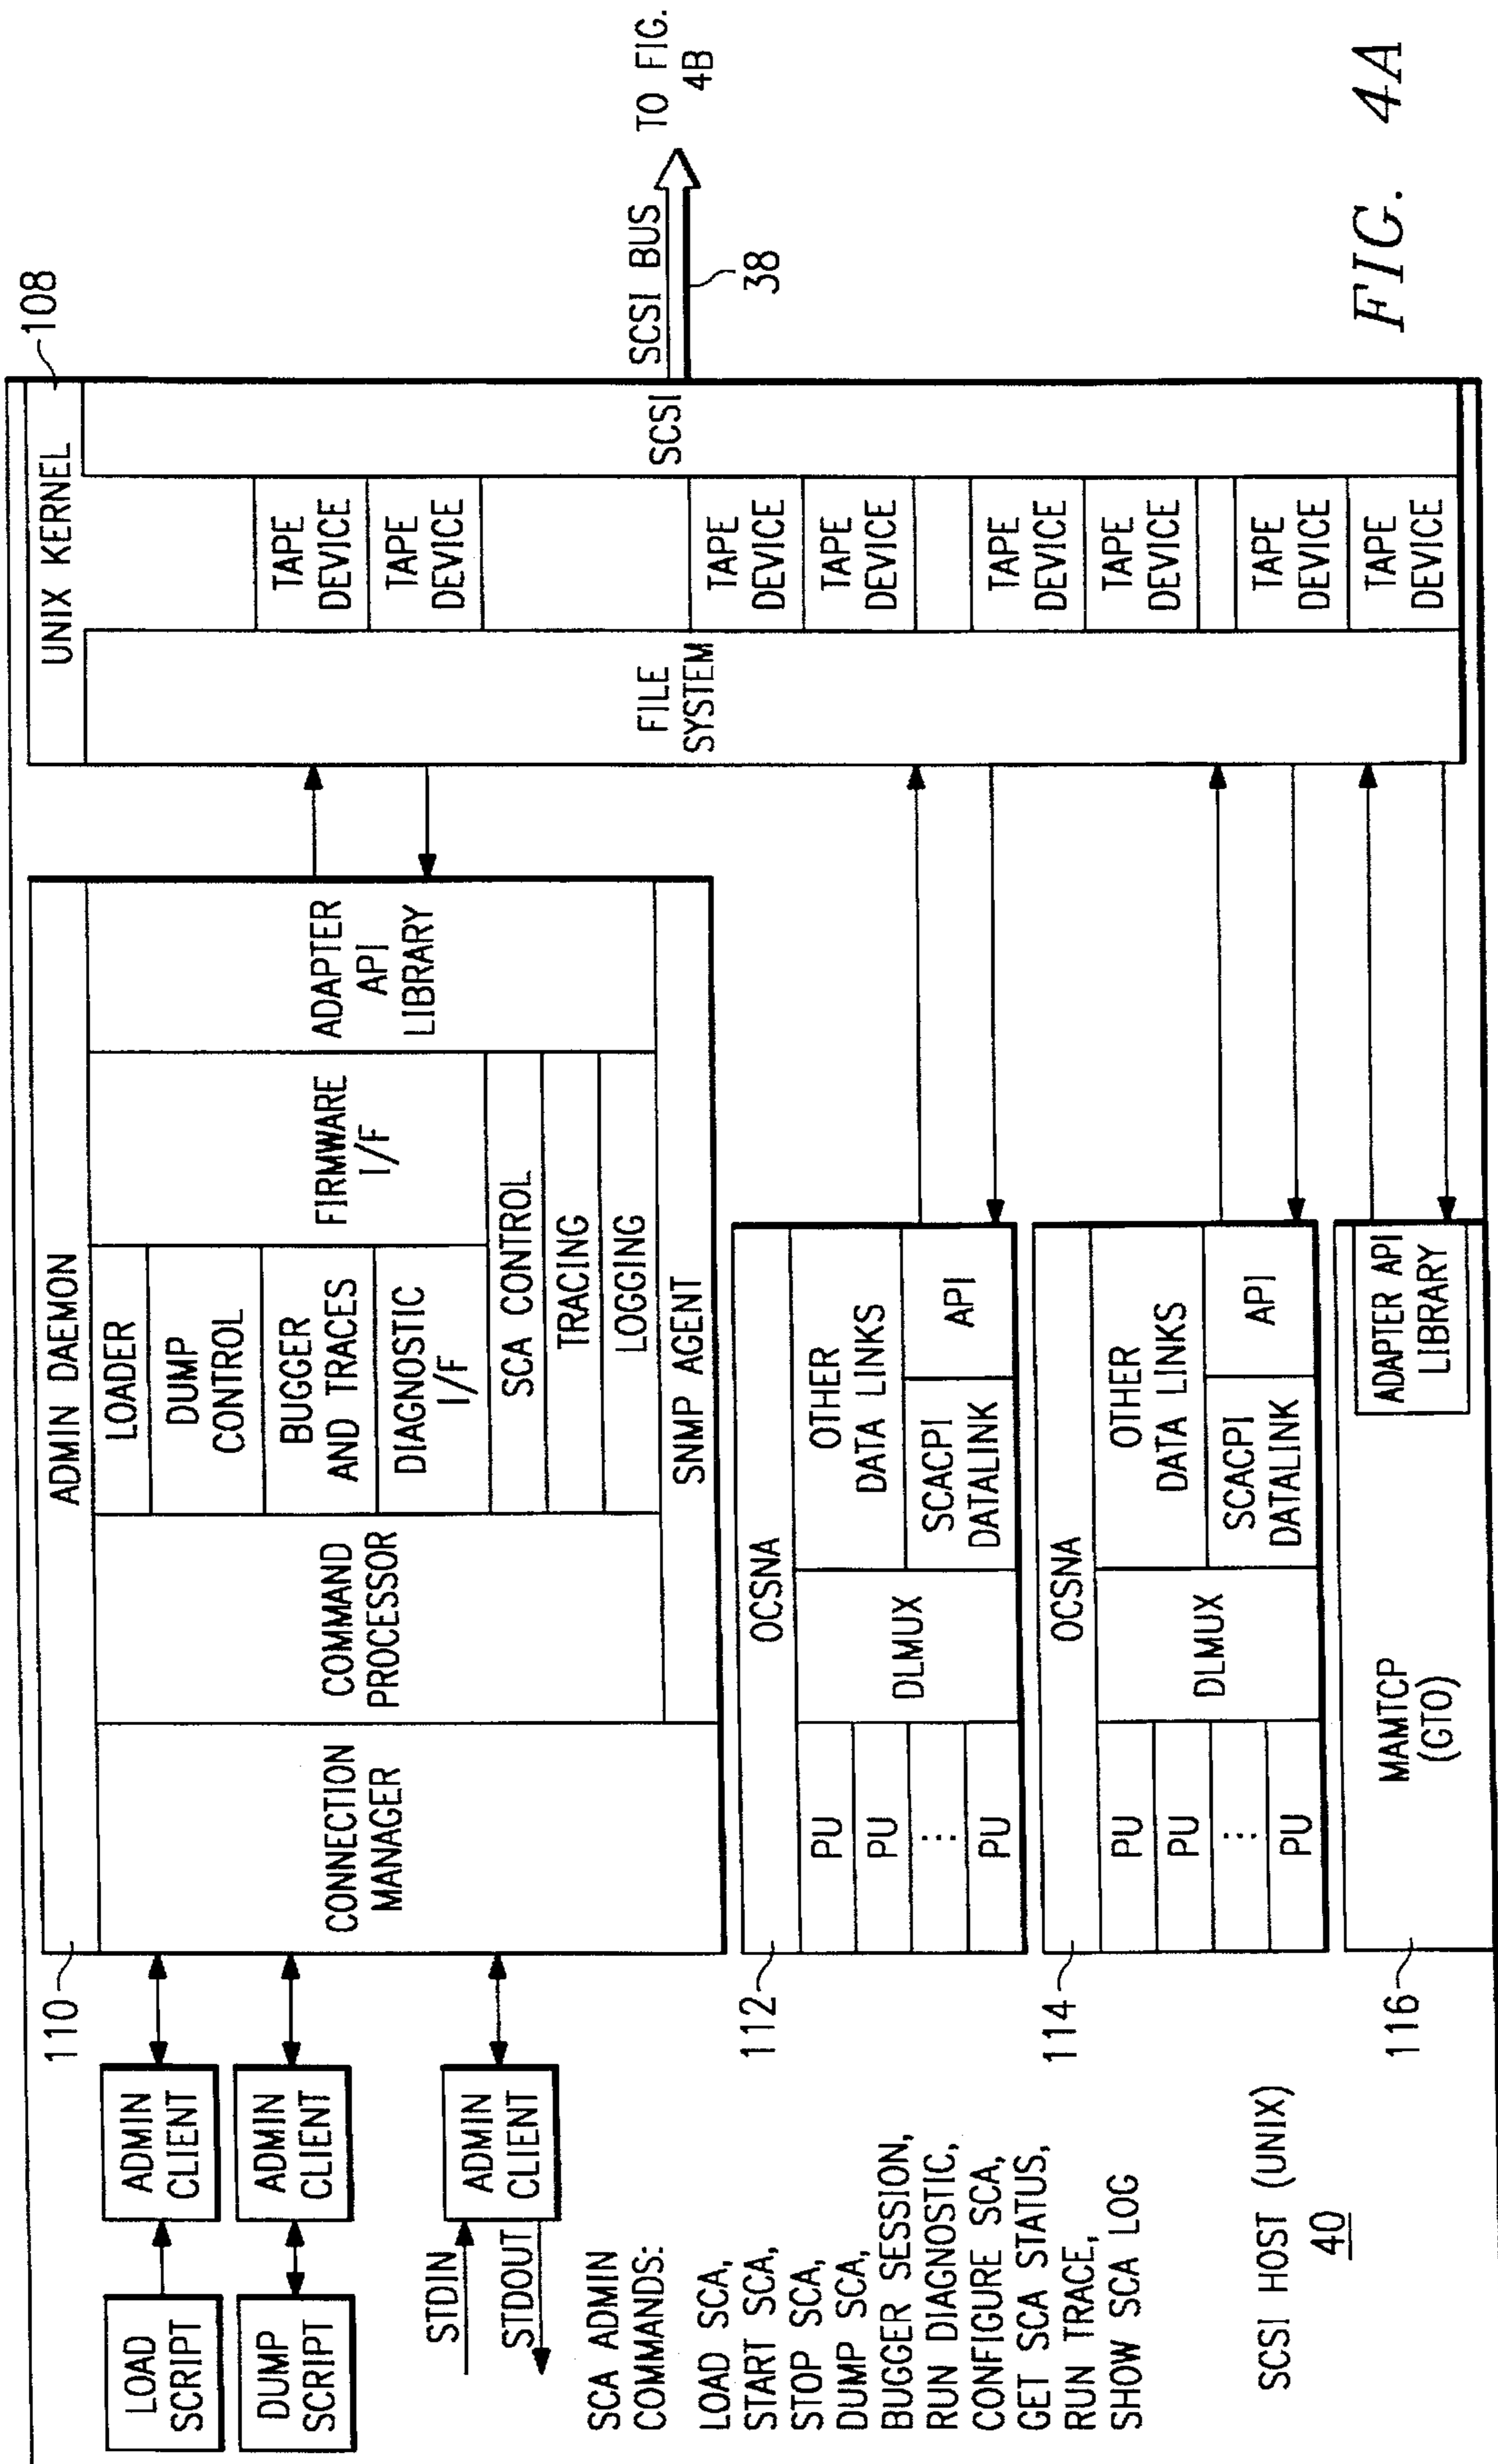 LOAD
SCRIPT
DUMP
SCRIPT
ADMIN
CLIENT
ADMIN
CLIENT
STDIN
STDOUT
ADMIN
CLIENT
SCA ADMIN
COMMANDS:
LOAD SCA,
START SCA,
STOP SCA,
DUMP SCA,
BUGGER SESSION,
RUN DIAGNOSTIC,
CONFIGURE SCA,
GET SCA STATUS,
RUN TRACE,
SHOW SCA LOG
SCSI HOST (UNIX)
40
110
ADMIN DAEMON
CONNECTION
MANAGER
COMMAND
PROCESSOR
LOADER
DUMP
CONTROL
BUGGER
AND TRACES
DIAGNOSTIC
I/F
FIRMWARE
I/F
SCA CONTROL
TRACING
LOGGING
ADAPTER
API
LIBRARY
SNMP AGENT
112
OCSNA
PU
PU
...
PU
DLMUX
OTHER
DATA LINKS
SCACPI
DATALINK
API
114
OCSNA
PU
PU
...
PU
DLMUX
OTHER
DATA LINKS
SCACPI
DATALINK
API
116
MAMTCP
(GTO)
ADAPTER API
LIBRARY
UNIX KERNEL
108
FILE
SYSTEM
TAPE
DEVICE
TAPE
DEVICE
TAPE
DEVICE
TAPE
DEVICE
TAPE
DEVICE
TAPE
DEVICE
TAPE
DEVICE
TAPE
DEVICE
SCSI
SCSI BUS
38
TO FIG.
4B
FIG. 4A